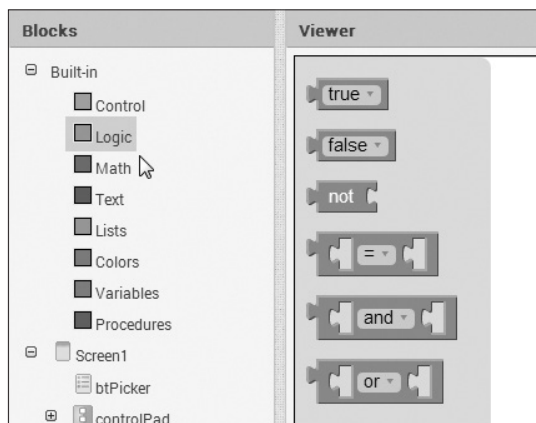 Blocks
Viewer
Built-in
Control
Logic
Math
Text
Lists
Colors
Variables
Procedures
Screen1
btPicker
controlPad
true
false
not
=
and
or